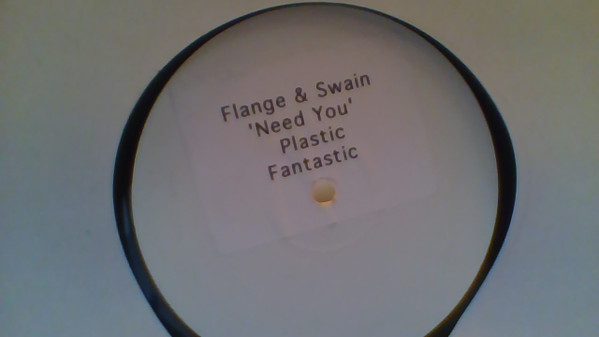 Flange & Swain
'Need You'
Plastic
Fantastic